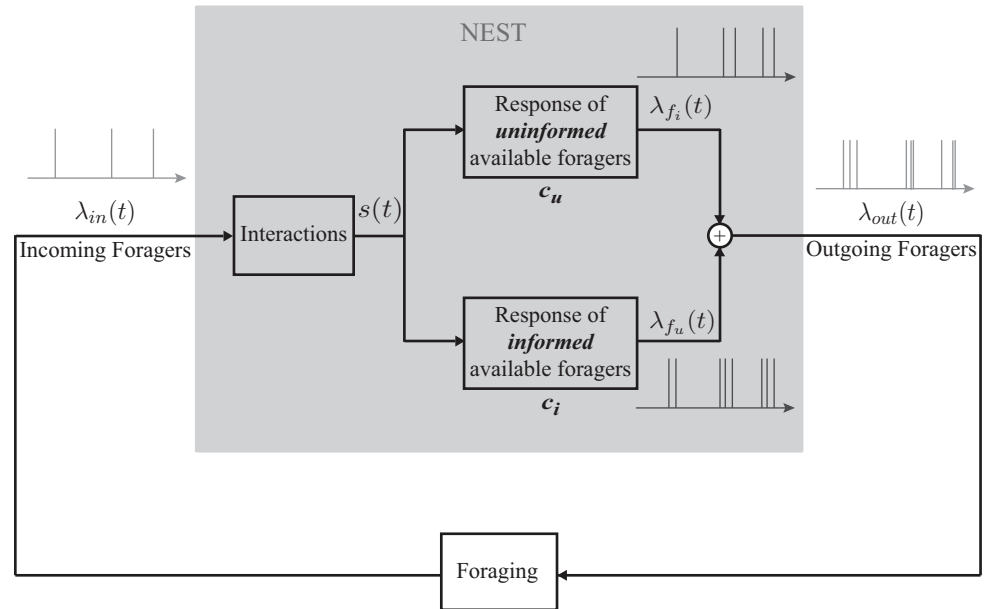 NEST
Response of
uninformed
available foragers
c_u
λ_{f_i}(t)
λ_{in}(t)
Incoming Foragers
Interactions
s(t)
+
λ_{out}(t)
Outgoing Foragers
Response of
informed
available foragers
c_i
λ_{f_u}(t)
Foraging